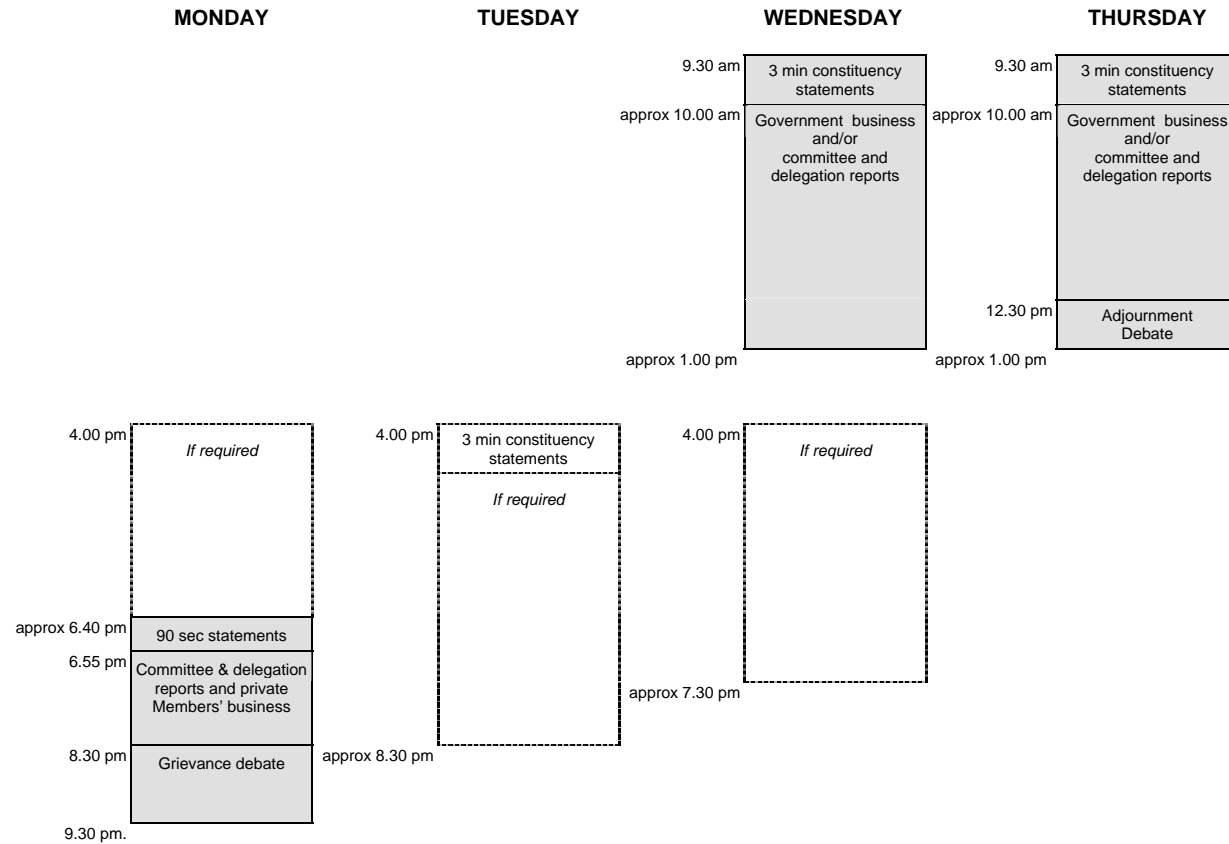 MONDAY
TUESDAY
WEDNESDAY
THURSDAY
9.30 am
3 min constituency
statements
approx 10.00 am
Government business
and/or
committee and
delegation reports
approx 1.00 pm
9.30 am
3 min constituency
statements
approx 10.00 am
Government business
and/or
committee and
delegation reports
12.30 pm
Adjournment
Debate
approx 1.00 pm
4.00 pm
If required
approx 6.40 pm
90 sec statements
6.55 pm
Committee & delegation
reports and private
Members’ business
8.30 pm
Grievance debate
9.30 pm.
4.00 pm
3 min constituency
statements
If required
approx 8.30 pm
4.00 pm
If required
approx 7.30 pm